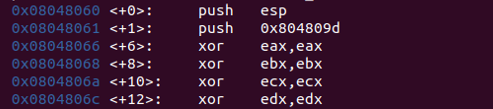 0x08048060 <+0>: push esp
0x08048061 <+1>: push 0x804809d
0x08048066 <+6>: xor eax,eax
0x08048068 <+8>: xor ebx,ebx
0x0804806a <+10>: xor ecx,ecx
0x0804806c <+12>: xor edx,edx